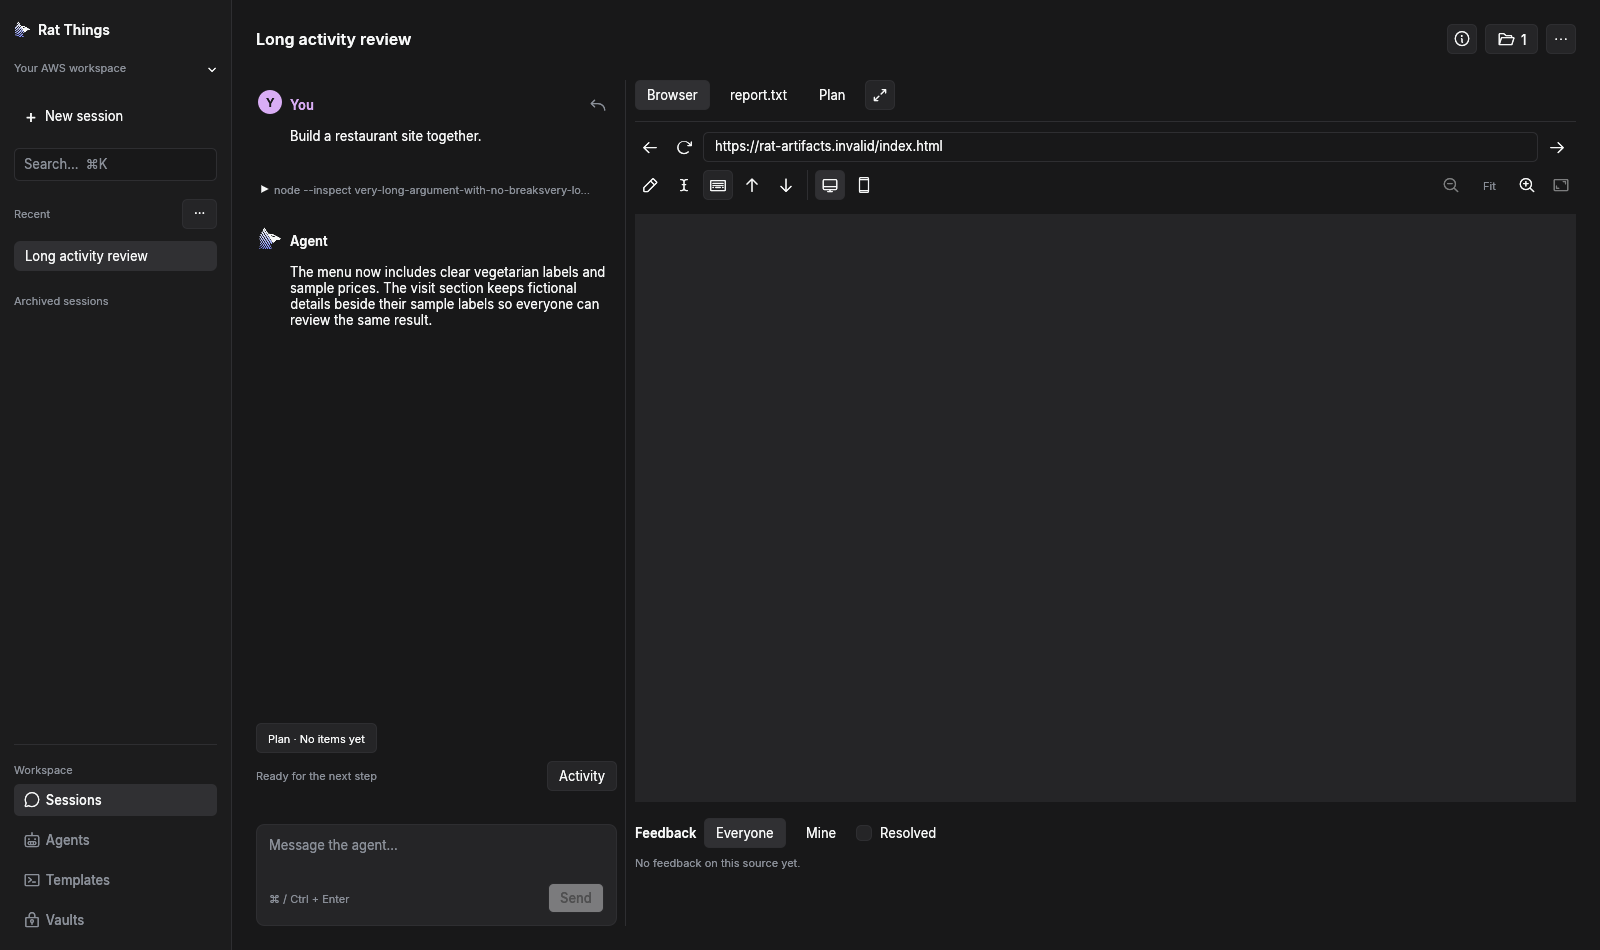 Rat Things
Your AWS workspace
+ New session
Search... ⌘K
Recent
...
Long activity review
Archived sessions
Workspace
Sessions
Agents
Templates
Vaults
Long activity review
1
...
Y
You
Build a restaurant site together.
node --inspect very-long-argument-with-no-breaksvery-lo...
Agent
The menu now includes clear vegetarian labels and
sample prices. The visit section keeps fictional
details beside their sample labels so everyone can
review the same result.
Plan · No items yet
Ready for the next step
Activity
Message the agent...
⌘ / Ctrl + Enter
Send
Browser
report.txt
Plan
https://rat-artifacts.invalid/index.html
Fit
Feedback
Everyone
Mine
Resolved
No feedback on this source yet.